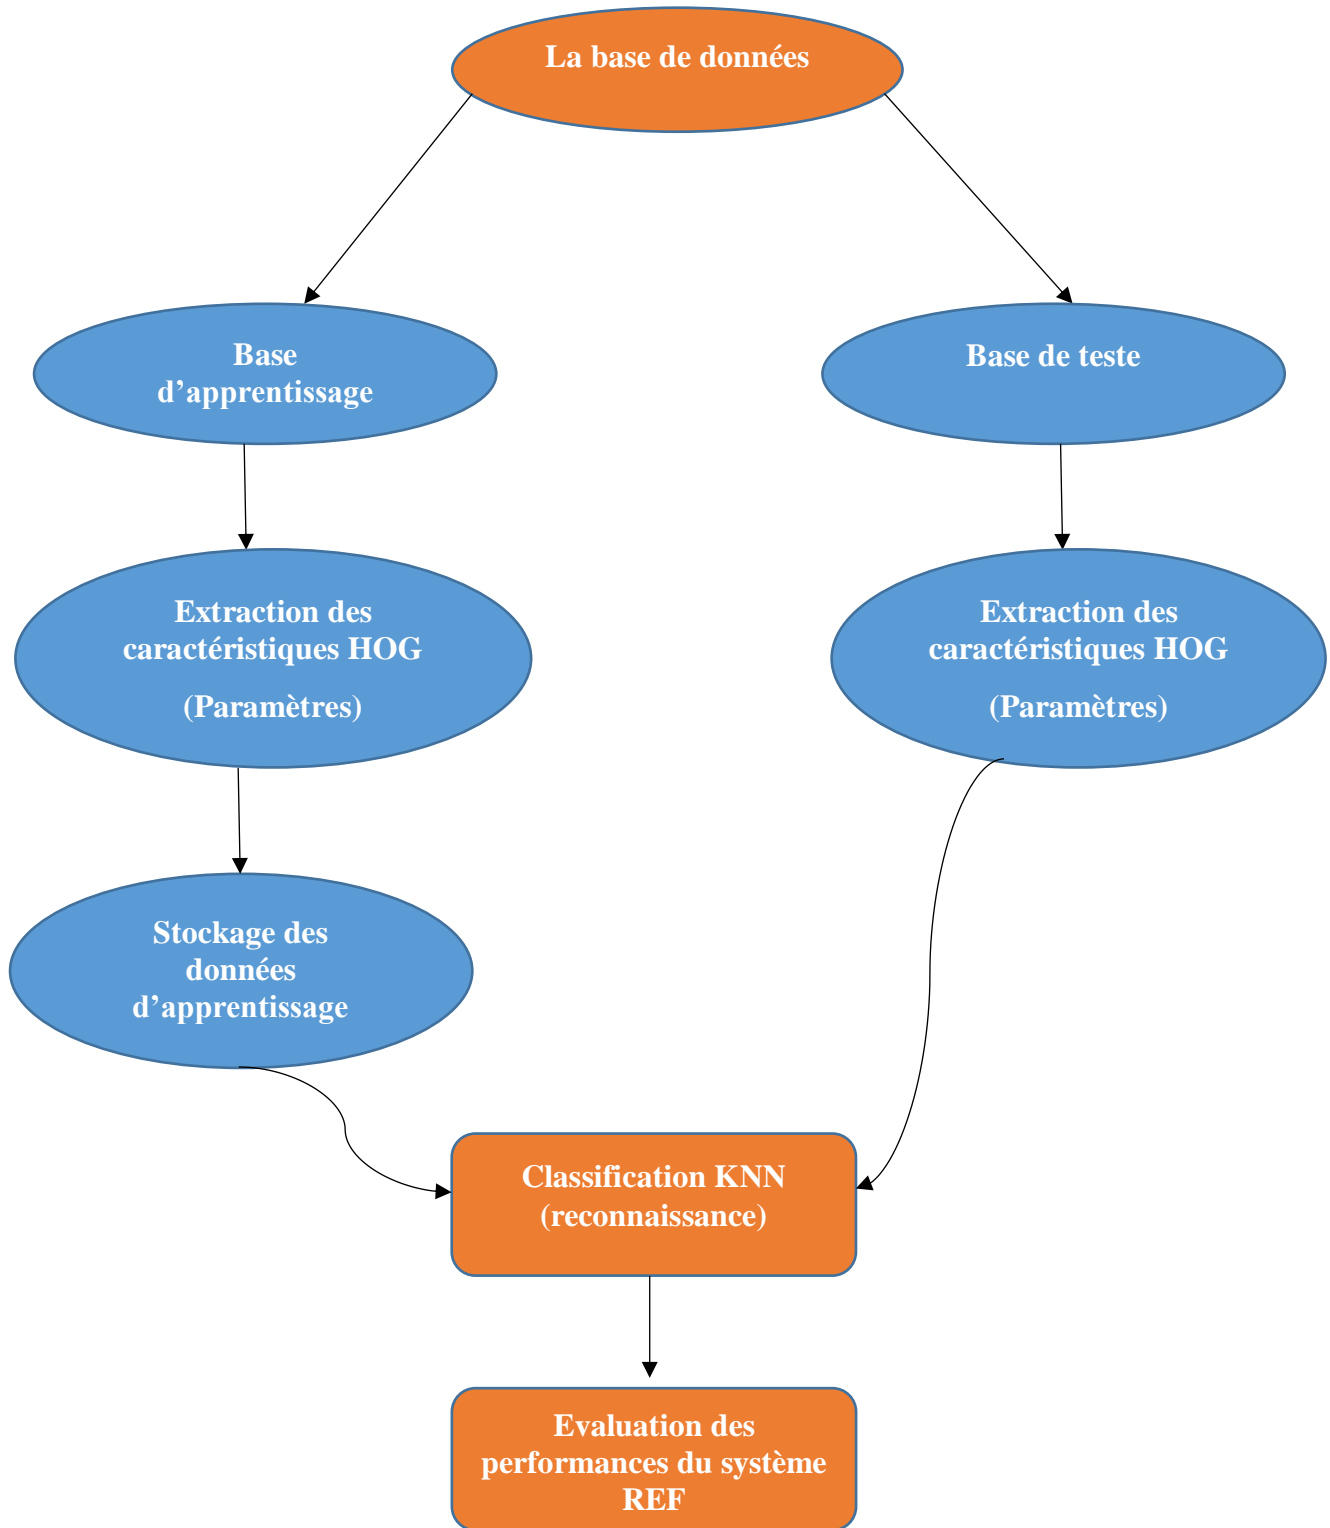 La base de données
Base
d’apprentissage
Base de teste
Extraction des
caractéristiques HOG
(Paramètres)
Extraction des
caractéristiques HOG
(Paramètres)
Stockage des
données
d’apprentissage
Classification KNN
(reconnaissance)
Evaluation des
performances du système
REF